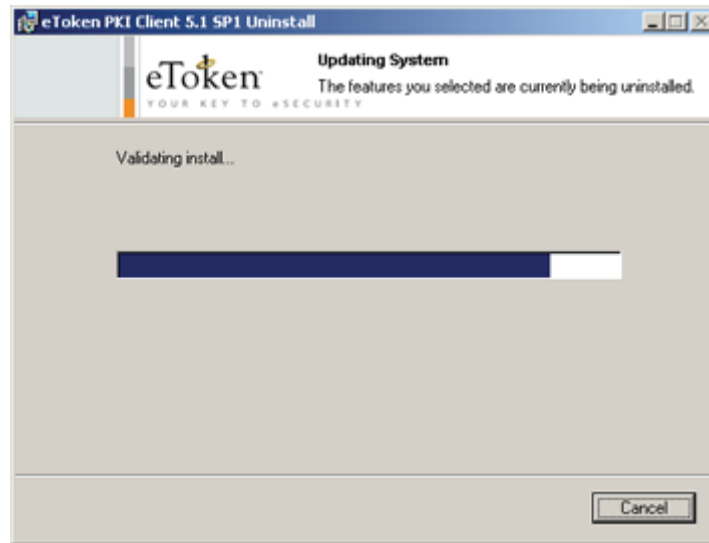 eToken PKI Client 5.1 SP1 Uninstall
eToken
YOUR KEY TO eSECURITY
Updating System
The features you selected are currently being uninstalled.
Validating install...
Cancel